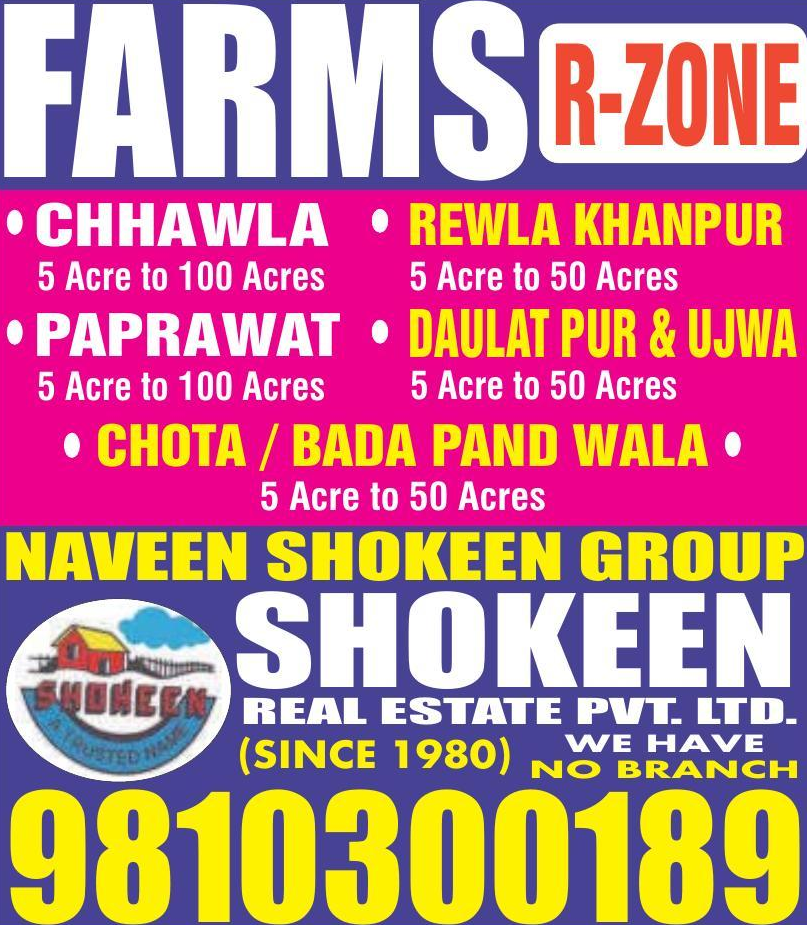 FARMS R-ZONE
• CHHAWLA
5 Acre to 100 Acres
• REWLA KHANPUR
5 Acre to 50 Acres
• PAPRAWAT
5 Acre to 100 Acres
• DAULAT PUR & UJWA
5 Acre to 50 Acres
• CHOTA / BADA PAND WALA •
5 Acre to 50 Acres
NAVEEN SHOKEEN GROUP
SHOKEEN
A TRUSTED NAME
SHOKEEN
REAL ESTATE PVT. LTD.
(SINCE 1980)
WE HAVE
NO BRANCH
9810300189